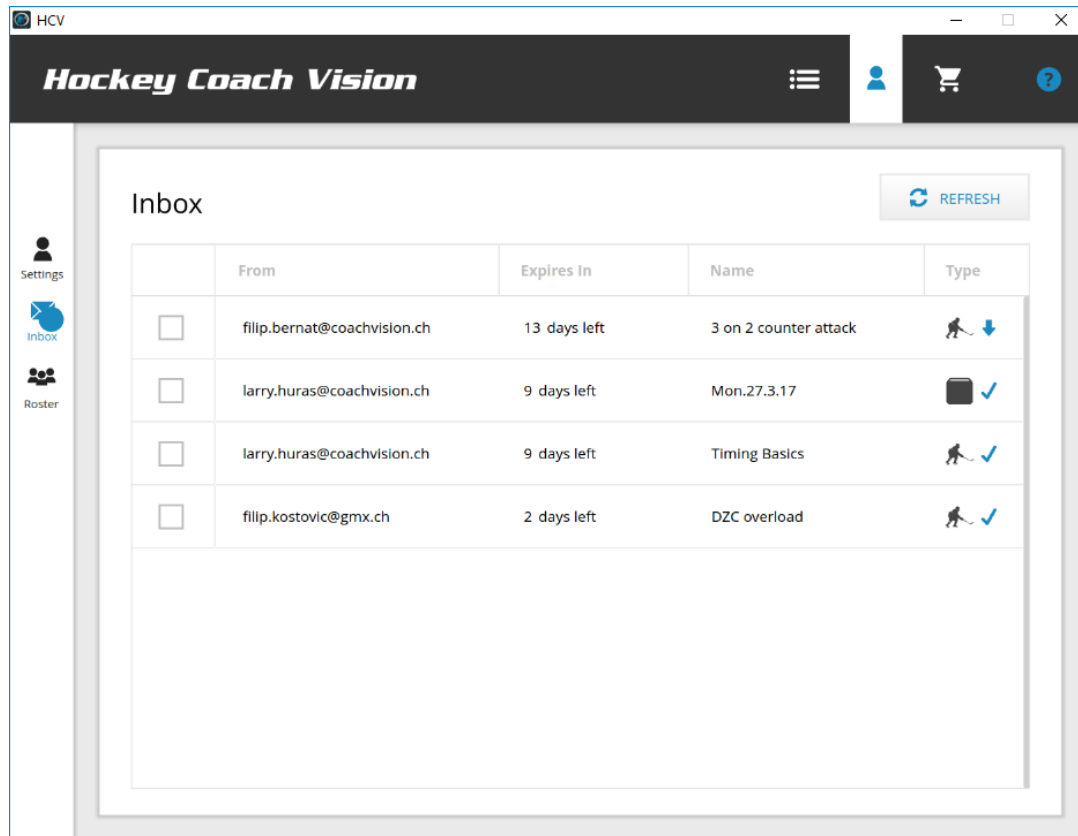 HCV
Hockey Coach Vision
?
Inbox
REFRESH
Settings
Inbox
Roster
From Expires In Name Type
filip.bernat@coachvision.ch 13 days left 3 on 2 counter attack
larry.huras@coachvision.ch 9 days left Mon.27.3.17
larry.huras@coachvision.ch 9 days left Timing Basics
filip.kostovic@gmx.ch 2 days left DZC overload